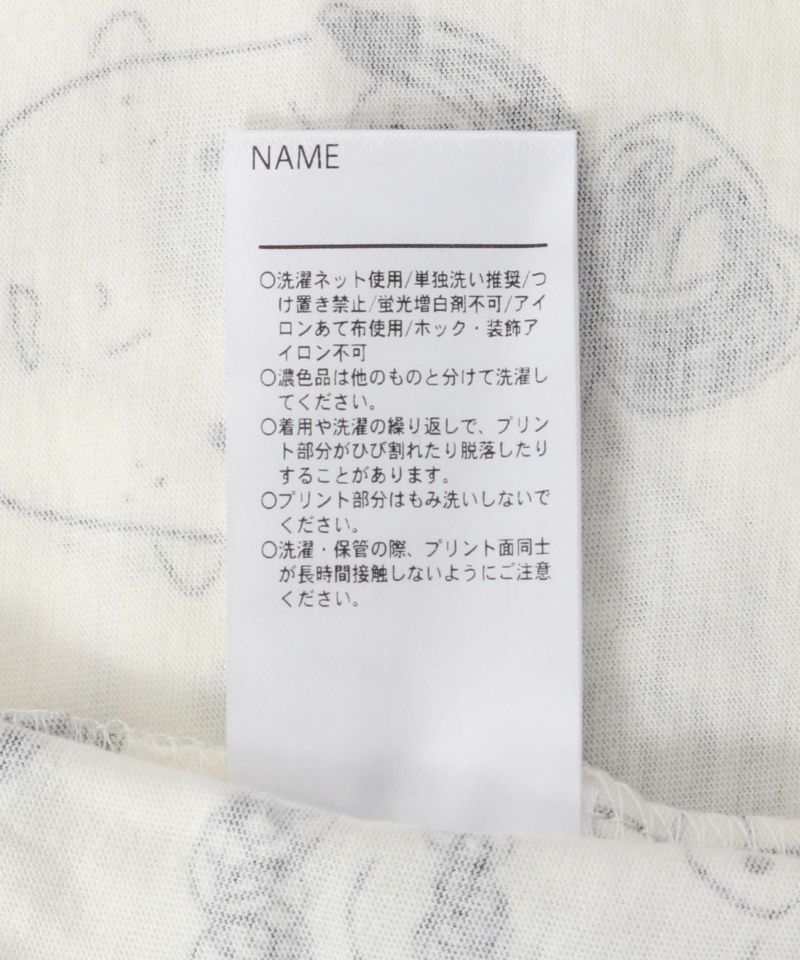 NAME
○洗濯ネット使用/単独洗い推奨/つ
け置き禁止/蛍光増白剤不可/アイ
ロンあて布使用/ホック・装飾ア
イロン不可
○濃色品は他のものと分けて洗濯し
てください。
○着用や洗濯の繰り返しで、プリン
ト部分がひび割れたり脱落したり
することがあります。
○プリント部分はもみ洗いしないで
ください。
○洗濯・保管の際、プリント面同士
が長時間接触しないようにご注意
ください。